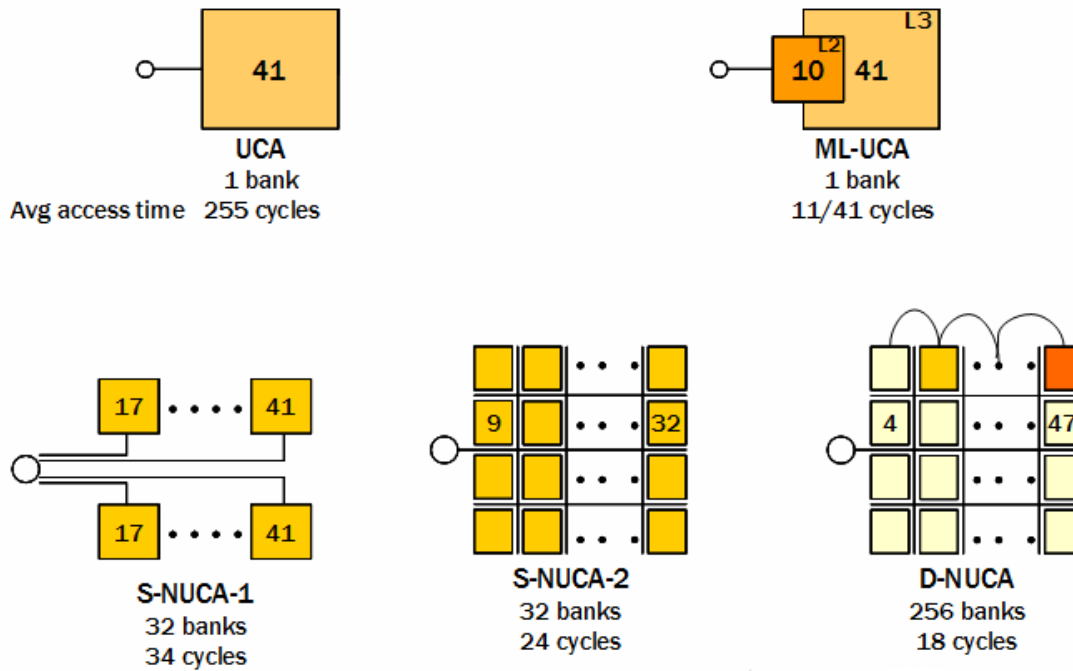 41
UCA
1 bank
Avg access time 255 cycles
L3
L2
10 41
ML-UCA
1 bank
11/41 cycles
17 41
17 41
S-NUCA-1
32 banks
34 cycles
9 32
S-NUCA-2
32 banks
24 cycles
4 47
D-NUCA
256 banks
18 cycles